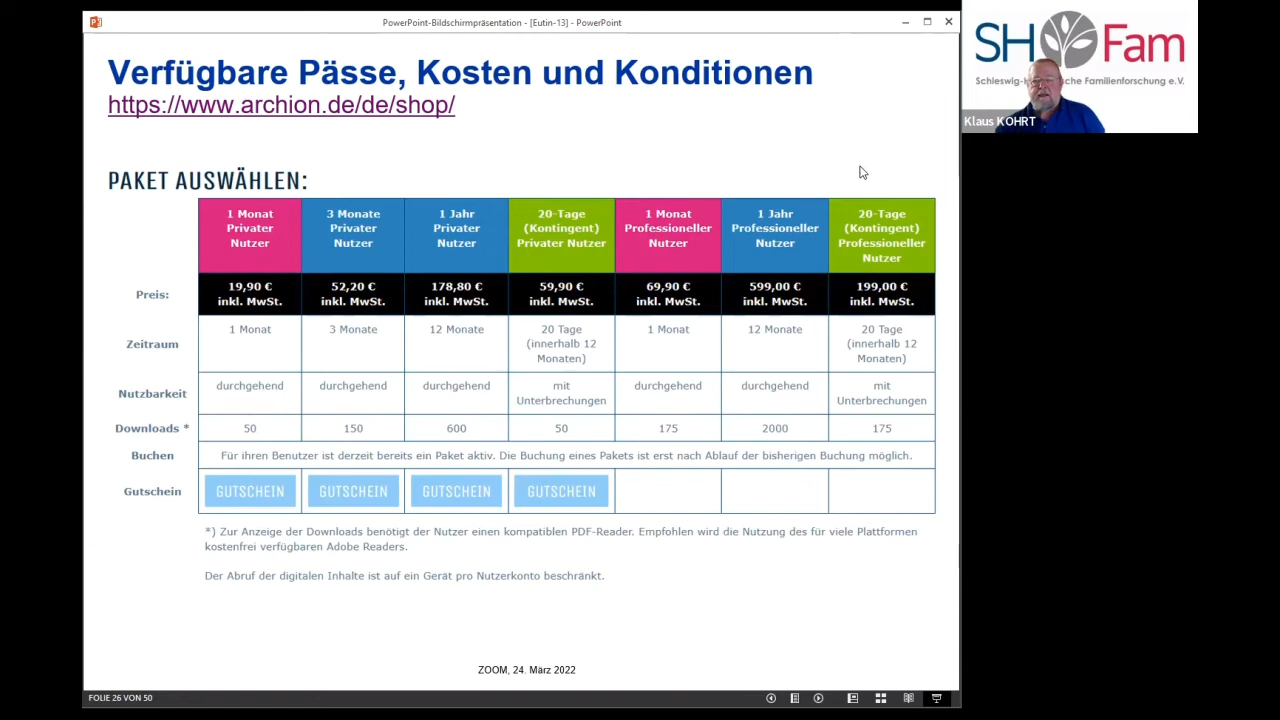 PowerPoint-Bildschirmpräsentation - [Eutin-13] - PowerPoint
Verfügbare Pässe, Kosten und Konditionen
https://www.archion.de/de/shop/
PAKET AUSWÄHLEN:
1 Monat Privater Nutzer
3 Monate Privater Nutzer
1 Jahr Privater Nutzer
20-Tage (Kontingent) Privater Nutzer
1 Monat Professioneller Nutzer
1 Jahr Professioneller Nutzer
20-Tage (Kontingent) Professioneller Nutzer
Preis: 19,90 € inkl. MwSt. 52,20 € inkl. MwSt. 178,80 € inkl. MwSt. 59,90 € inkl. MwSt. 69,90 € inkl. MwSt. 599,00 € inkl. MwSt. 199,00 € inkl. MwSt.
Zeitraum 1 Monat 3 Monate 12 Monate 20 Tage (innerhalb 12 Monaten) 1 Monat 12 Monate 20 Tage (innerhalb 12 Monaten)
Nutzbarkeit durchgehend durchgehend durchgehend mit Unterbrechungen durchgehend durchgehend mit Unterbrechungen
Downloads * 50 150 600 50 175 2000 175
Buchen Für ihren Benutzer ist derzeit bereits ein Paket aktiv. Die Buchung eines Pakets ist erst nach Ablauf der bisherigen Buchung möglich.
Gutschein GUTSCHEIN GUTSCHEIN GUTSCHEIN GUTSCHEIN
*) Zur Anzeige der Downloads benötigt der Nutzer einen kompatiblen PDF-Reader. Empfohlen wird die Nutzung des für viele Plattformen
kostenfrei verfügbaren Adobe Readers.
Der Abruf der digitalen Inhalte ist auf ein Gerät pro Nutzerkonto beschränkt.
ZOOM, 24. März 2022
FOLIE 26 VON 50
SH Fam
Familienforschung e.V.
Klaus KOHRT